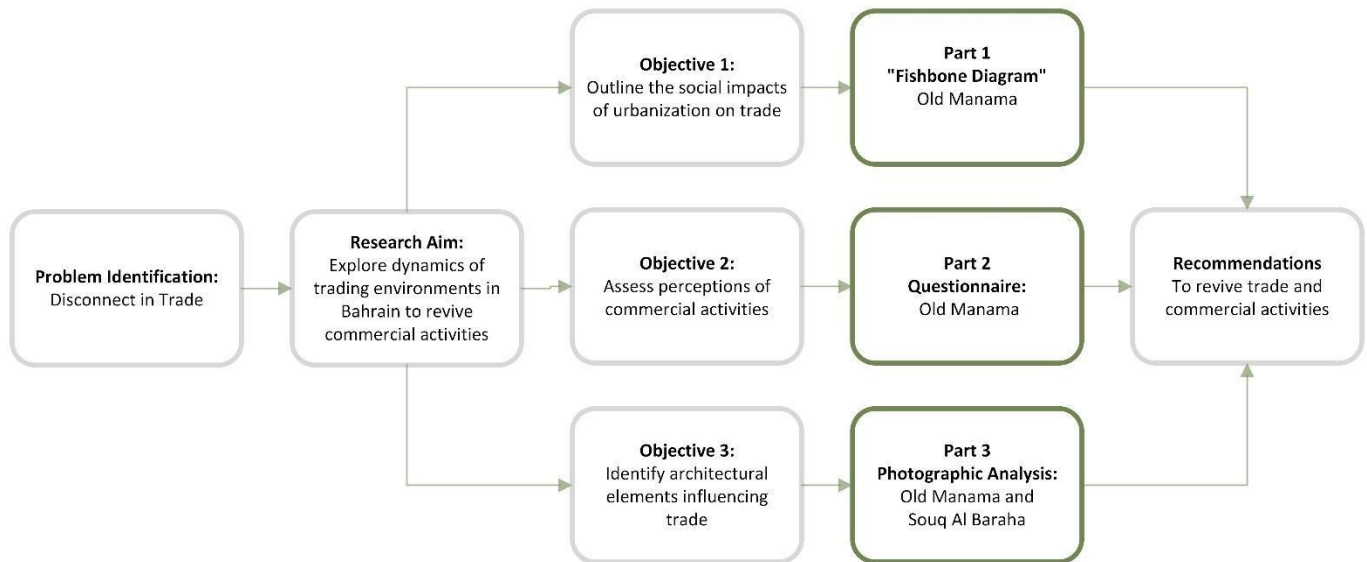 Problem Identification:
Disconnect in Trade
Research Aim:
Explore dynamics of
trading environments in
Bahrain to revive
commercial activities
Objective 1:
Outline the social impacts
of urbanization on trade
Part 1
"Fishbone Diagram"
Old Manama
Objective 2:
Assess perceptions of
commercial activities
Part 2
Questionnaire:
Old Manama
Objective 3:
Identify architectural
elements influencing
trade
Part 3
Photographic Analysis:
Old Manama and
Souq Al Baraha
Recommendations
To revive trade and
commercial activities